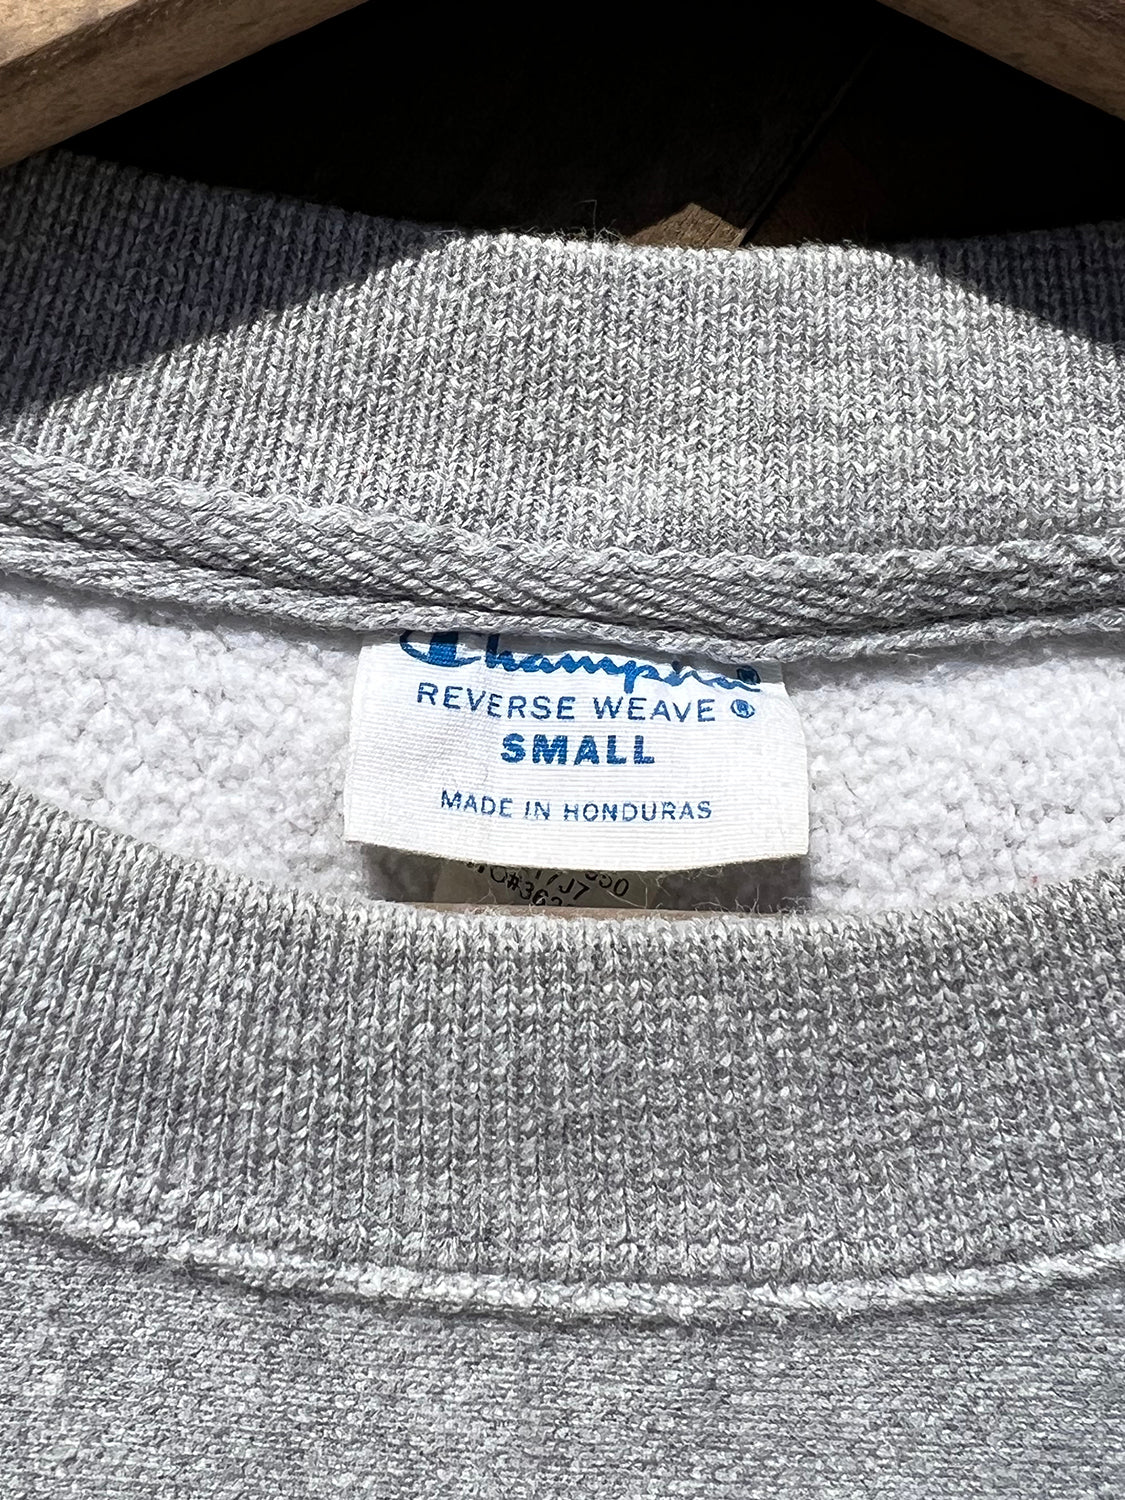 Champion®
REVERSE WEAVE®
SMALL
MADE IN HONDURAS